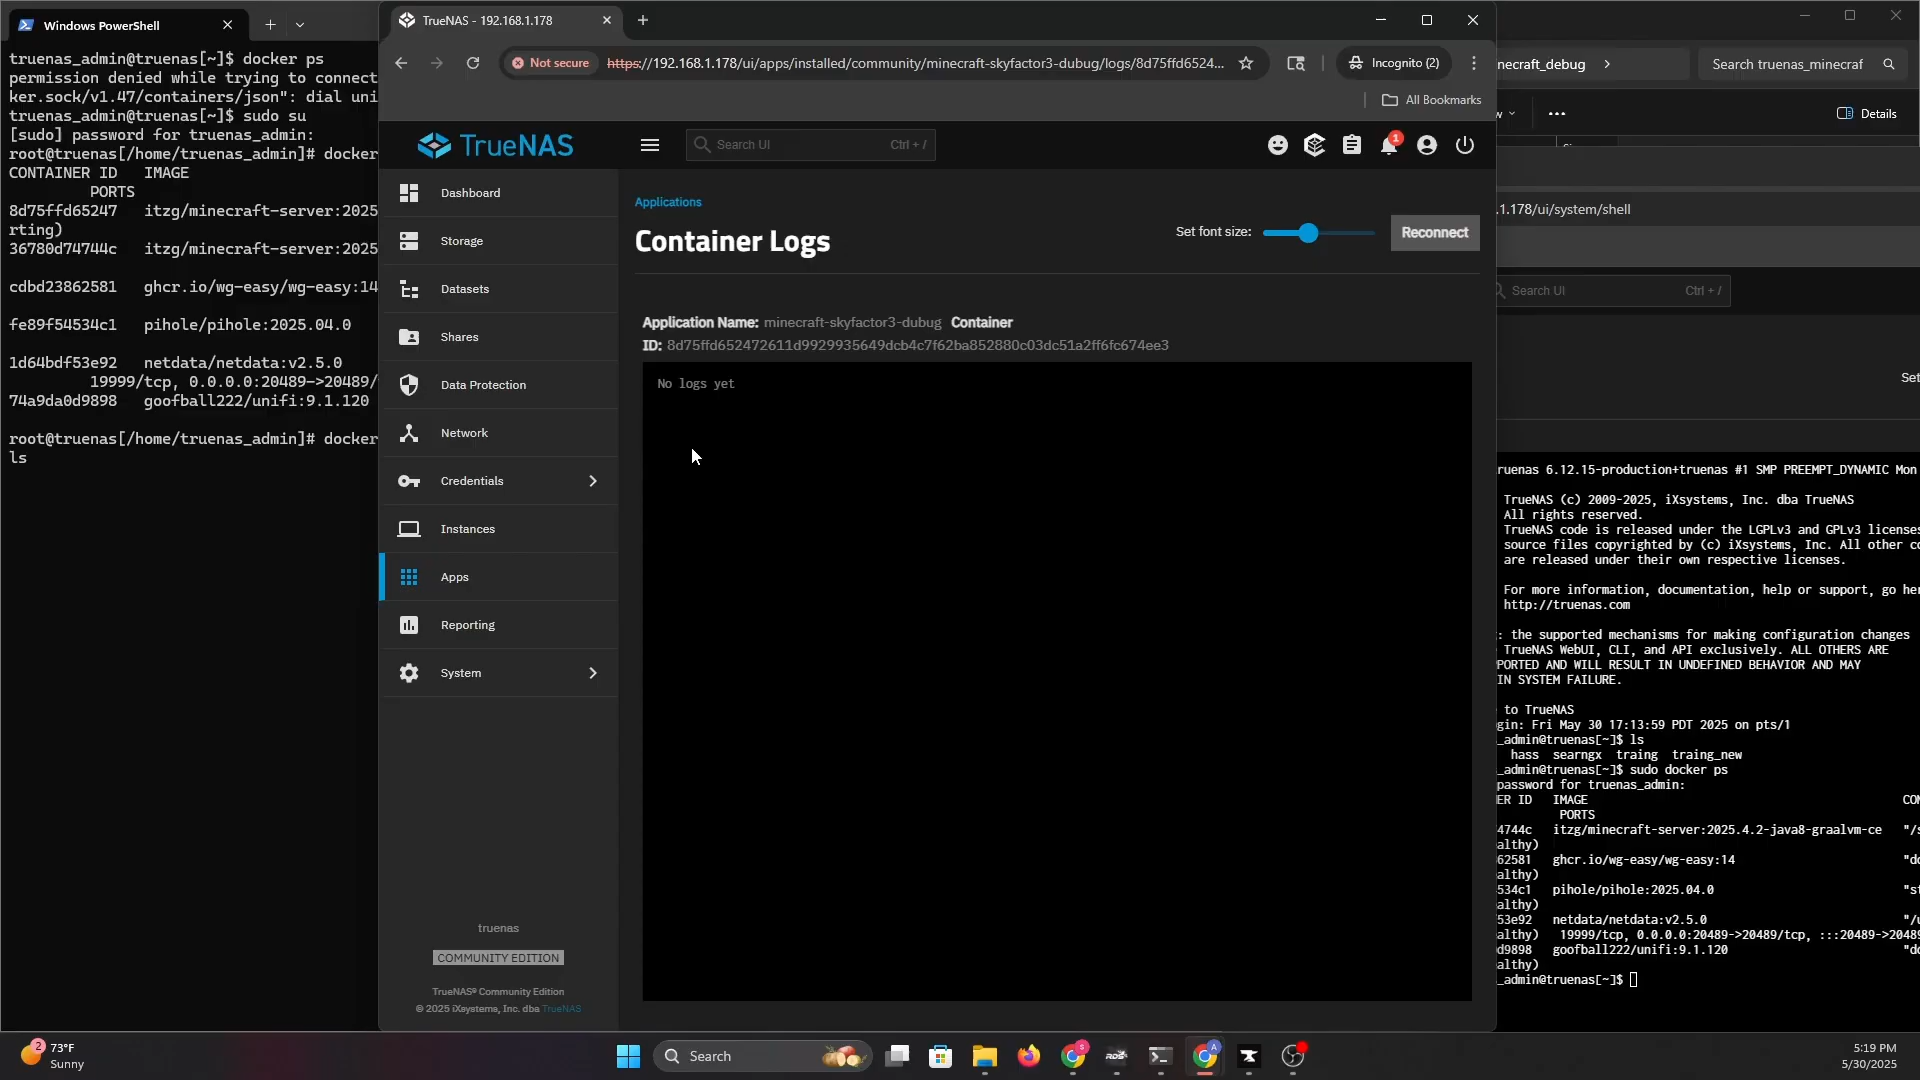 Windows PowerShell
truenas_admin@truenas[~]$ docker ps
permission denied while trying to connect
ker.sock/v1.47/containers/json": dial uni
truenas_admin@truenas[~]$ sudo su
[sudo] password for truenas_admin:
root@truenas[/home/truenas_admin]# docker
CONTAINER ID   IMAGE
PORTS
8d75ffd65247   itzg/minecraft-server:2025
rting)
36780d74744c   itzg/minecraft-server:2025
cdbd23862581   ghcr.io/wg-easy/wg-easy:14
fe89f54534c1   pihole/pihole:2025.04.0
1d64bdf53e92   netdata/netdata:v2.5.0
19999/tcp, 0.0.0.0:20489->20489/
74a9da0d9898   goofball222/unifi:9.1.120
root@truenas[/home/truenas_admin]# docker
ls
TrueNAS - 192.168.1.178
Not secure
https://192.168.1.178/ui/apps/installed/community/minecraft-skyfactor3-dubug/logs/8d75ffd6524...
Incognito (2)
All Bookmarks
TrueNAS
Search UI
Ctrl + /
1
Dashboard
Storage
Datasets
Shares
Data Protection
Network
Credentials
Instances
Apps
Reporting
System
truenas
COMMUNITY EDITION
TrueNAS® Community Edition
© 2025 iXsystems, Inc. dba TrueNAS
Applications
Container Logs
Set font size:
Reconnect
Application Name: minecraft-skyfactor3-dubug Container
ID: 8d75ffd652472611d9929935649dcb4c7f62ba852880c03dc51a2ff6fc674ee3
No logs yet
necraft_debug
Search truenas_minecraf
Details
.1.178/ui/system/shell
Search UI
Ctrl + /
Set
ruenas 6.12.15-production+truenas #1 SMP PREEMPT_DYNAMIC Mon
TrueNAS (c) 2009-2025, iXsystems, Inc. dba TrueNAS
All rights reserved.
TrueNAS code is released under the LGPLv3 and GPLv3 licenses
source files copyrighted by (c) iXsystems, Inc. All other co
are released under their own respective licenses.
For more information, documentation, help or support, go her
http://truenas.com
: the supported mechanisms for making configuration changes
TrueNAS WebUI, CLI, and API exclusively. ALL OTHERS ARE
PORTED AND WILL RESULT IN UNDEFINED BEHAVIOR AND MAY
IN SYSTEM FAILURE.
to TrueNAS
gin: Fri May 30 17:13:59 PDT 2025 on pts/1
_admin@truenas[~]$ ls
hass  searngx  traing  traing_new
_admin@truenas[~]$ sudo docker ps
password for truenas_admin:
ER ID   IMAGE   COM
PORTS
4744c   itzg/minecraft-server:2025.4.2-java8-graalvm-ce   "/s
althy)
62581   ghcr.io/wg-easy/wg-easy:14   "do
althy)
534c1   pihole/pihole:2025.04.0   "st
althy)
53e92   netdata/netdata:v2.5.0   "/u
althy)   19999/tcp, 0.0.0.0:20489->20489/tcp, :::20489->20489
d9898   goofball222/unifi:9.1.120   "do
althy)
_admin@truenas[~]$
2
73°F
Sunny
Search
5:19 PM
5/30/2025